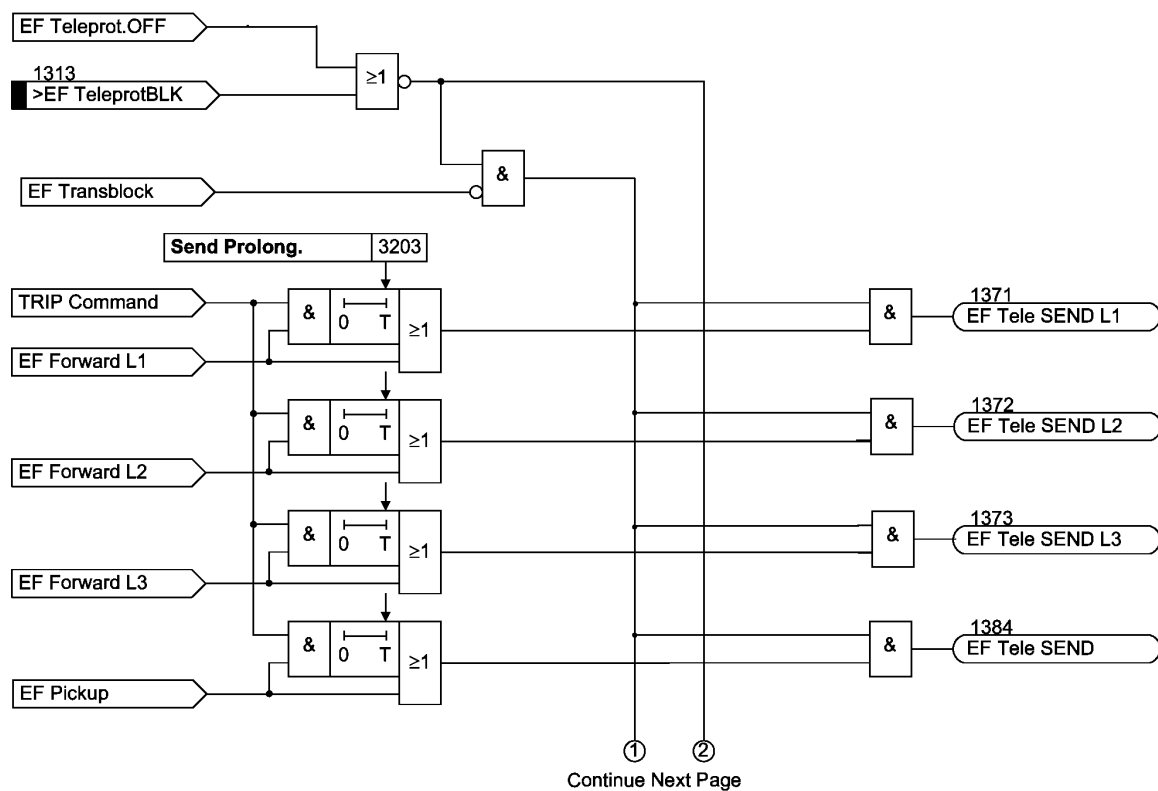 EF Teleprot.OFF
1313
>EF TeleprotBLK
≥1
&
EF Transblock
Send Prolong. 3203
TRIP Command
& 0 T ≥1
EF Forward L1
&
1371
EF Tele SEND L1
& 0 T ≥1
EF Forward L2
&
1372
EF Tele SEND L2
& 0 T ≥1
EF Forward L3
&
1373
EF Tele SEND L3
& 0 T ≥1
EF Pickup
&
1384
EF Tele SEND
1 2
Continue Next Page